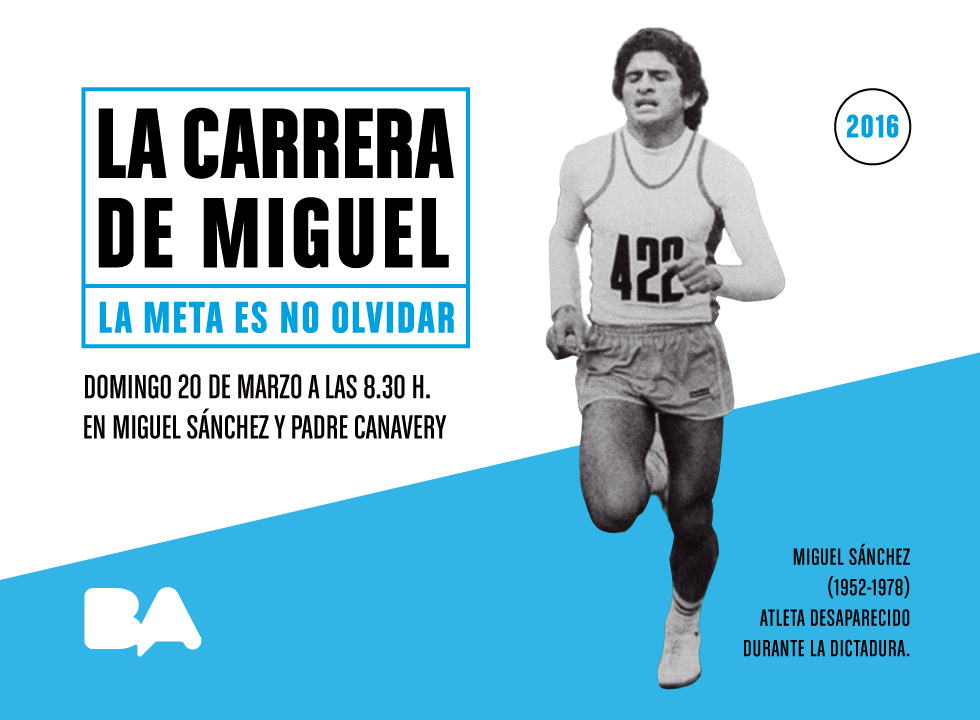 LA CARRERA
DE MIGUEL
LA META ES NO OLVIDAR
DOMINGO 20 DE MARZO A LAS 8.30 H.
EN MIGUEL SÁNCHEZ Y PADRE CANAVERY
2016
422
MIGUEL SÁNCHEZ
(1952-1978)
ATLETA DESAPARECIDO
DURANTE LA DICTADURA.
BA